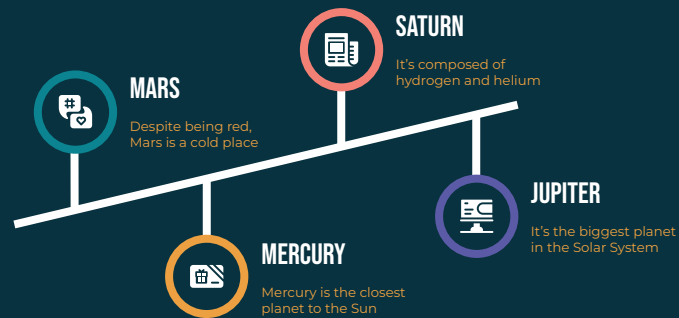 SATURN
It's composed of
hydrogen and helium
MARS
Despite being red,
Mars is a cold place
JUPITER
It's the biggest planet
in the Solar System
MERCURY
Mercury is the closest
planet to the Sun